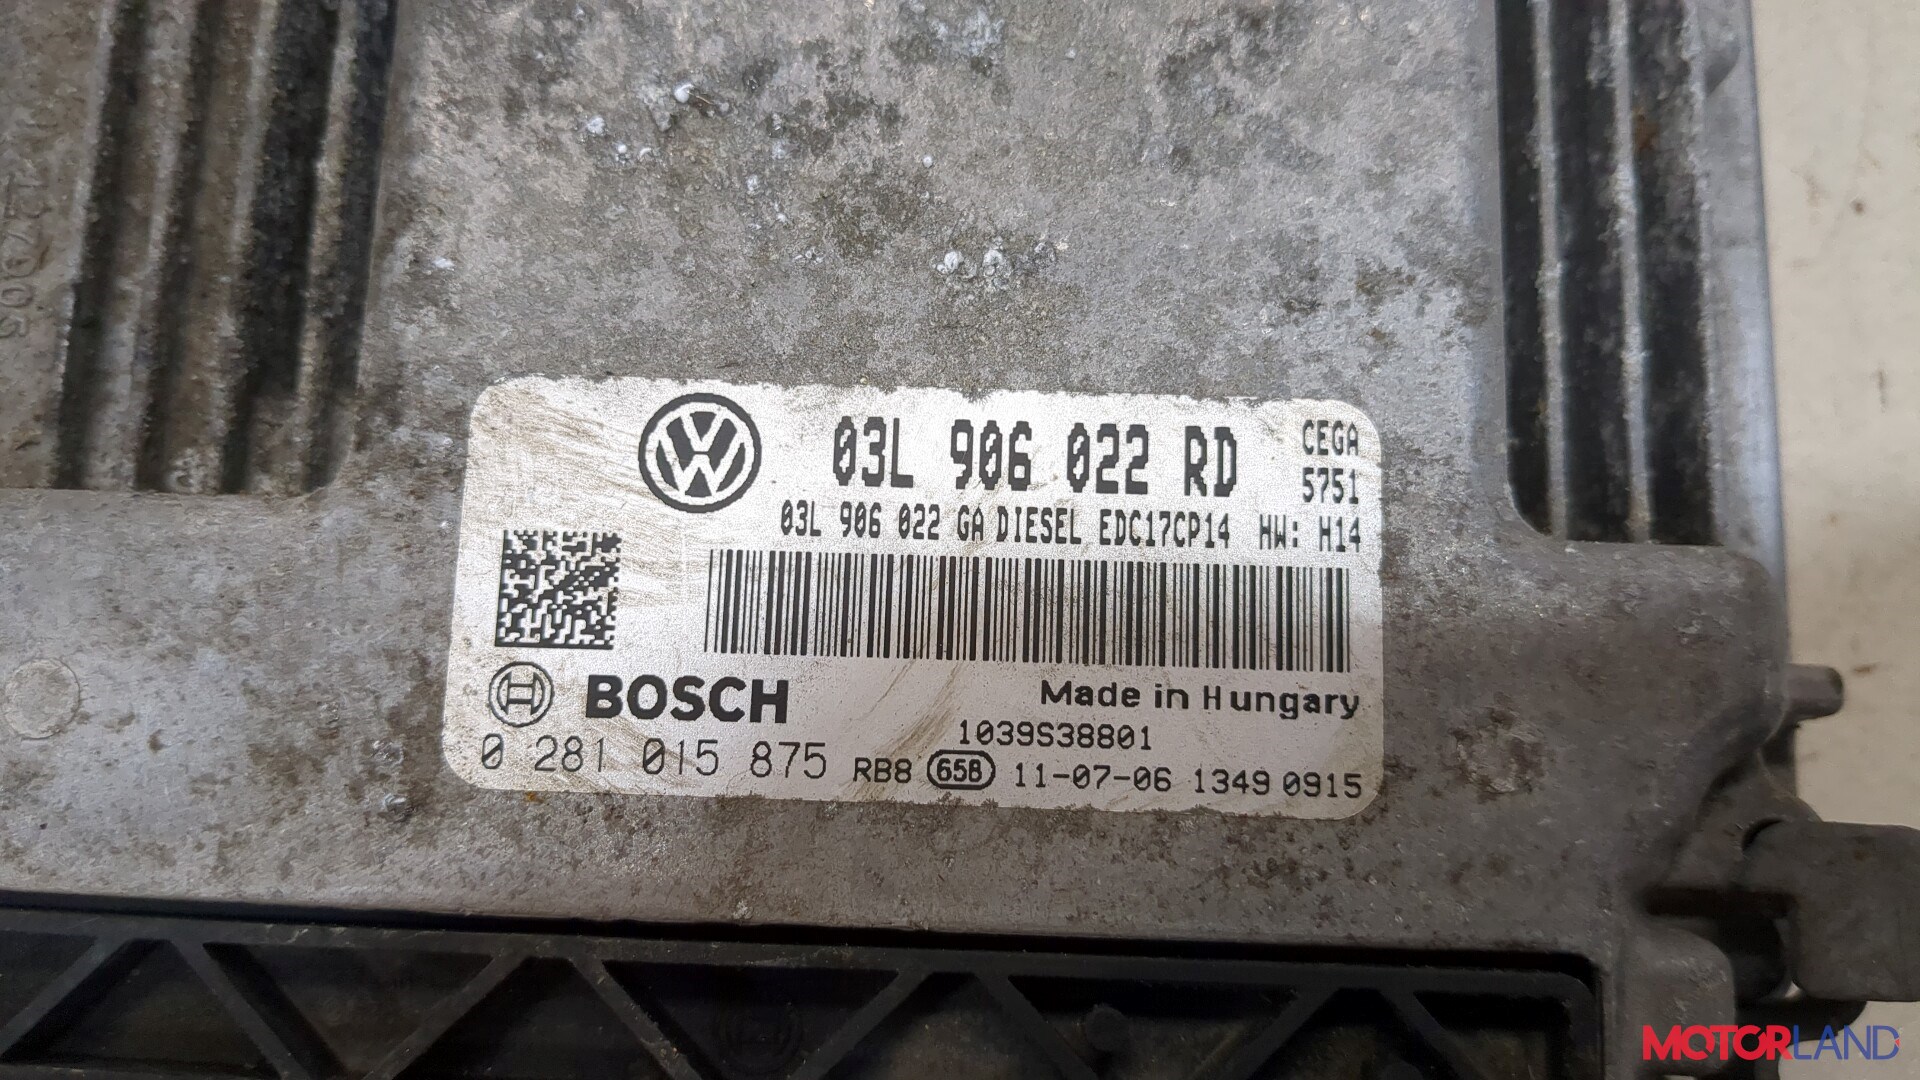 03L 906 022 RD
CEGA
5751
03L 906 022 GA DIESEL EDC17CP14 HW: H14
BOSCH
Made in Hungary
1039S38801
0 281 015 875 RB8 65B 11-07-06 1349 0915
MOTORLAND